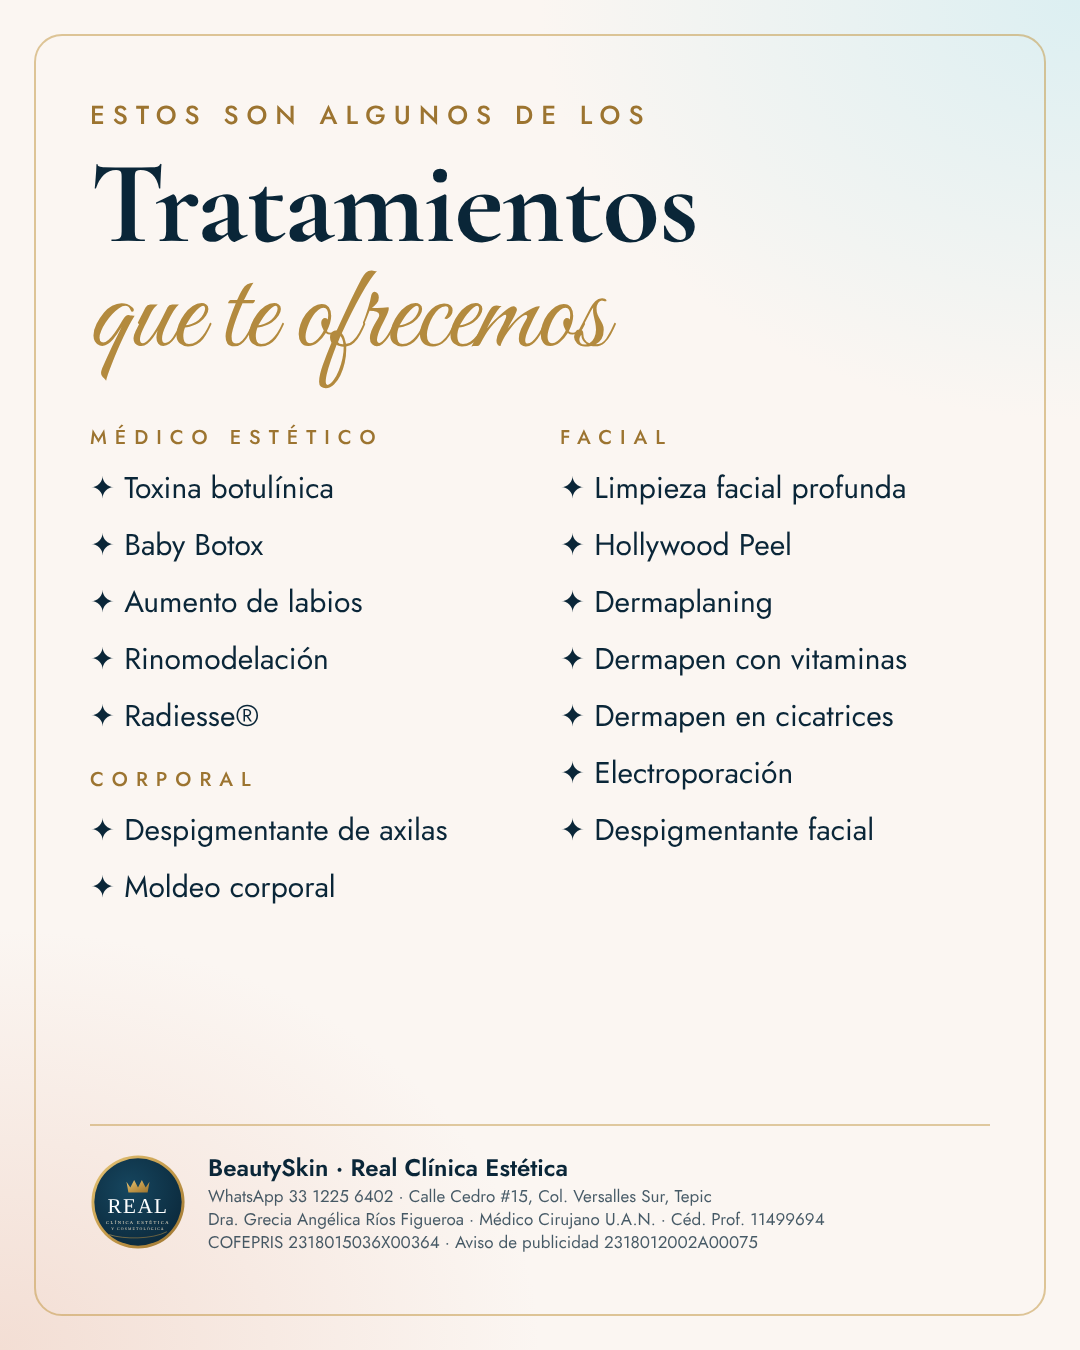 ESTOS SON ALGUNOS DE LOS
Tratamientos
que te ofrecemos
MÉDICO ESTÉTICO
✦ Toxina botulínica
✦ Baby Botox
✦ Aumento de labios
✦ Rinomodelación
✦ Radiesse®
CORPORAL
✦ Despigmentante de axilas
✦ Moldeo corporal
FACIAL
✦ Limpieza facial profunda
✦ Hollywood Peel
✦ Dermaplaning
✦ Dermapen con vitaminas
✦ Dermapen en cicatrices
✦ Electroporación
✦ Despigmentante facial
REAL
CLÍNICA ESTÉTICA
Y COSMETOLÓGICA
BeautySkin · Real Clínica Estética
WhatsApp 33 1225 6402 · Calle Cedro #15, Col. Versalles Sur, Tepic
Dra. Grecia Angélica Ríos Figueroa · Médico Cirujano U.A.N. · Céd. Prof. 11499694
COFEPRIS 2318015036X00364 · Aviso de publicidad 2318012002A00075